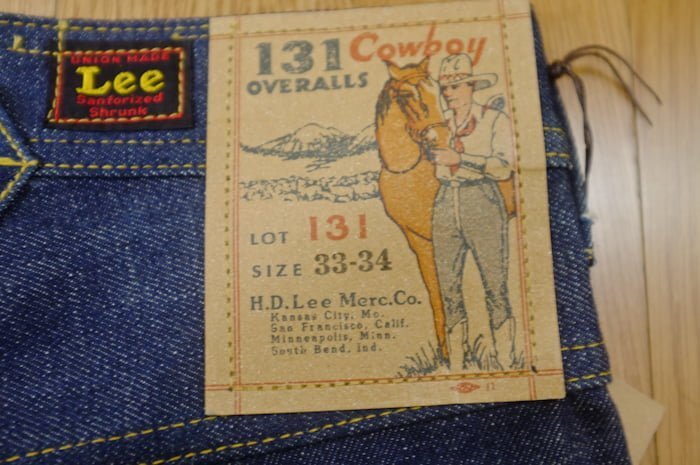 UNION MADE
Lee
Sanforized
Shrunk
131 Cowboy
OVERALLS
LOT 131
SIZE 33-34
H.D.Lee Merc.Co.
Kansas City, Mo.
San Francisco, Calif.
Minneapolis, Minn.
South Bend, Ind.